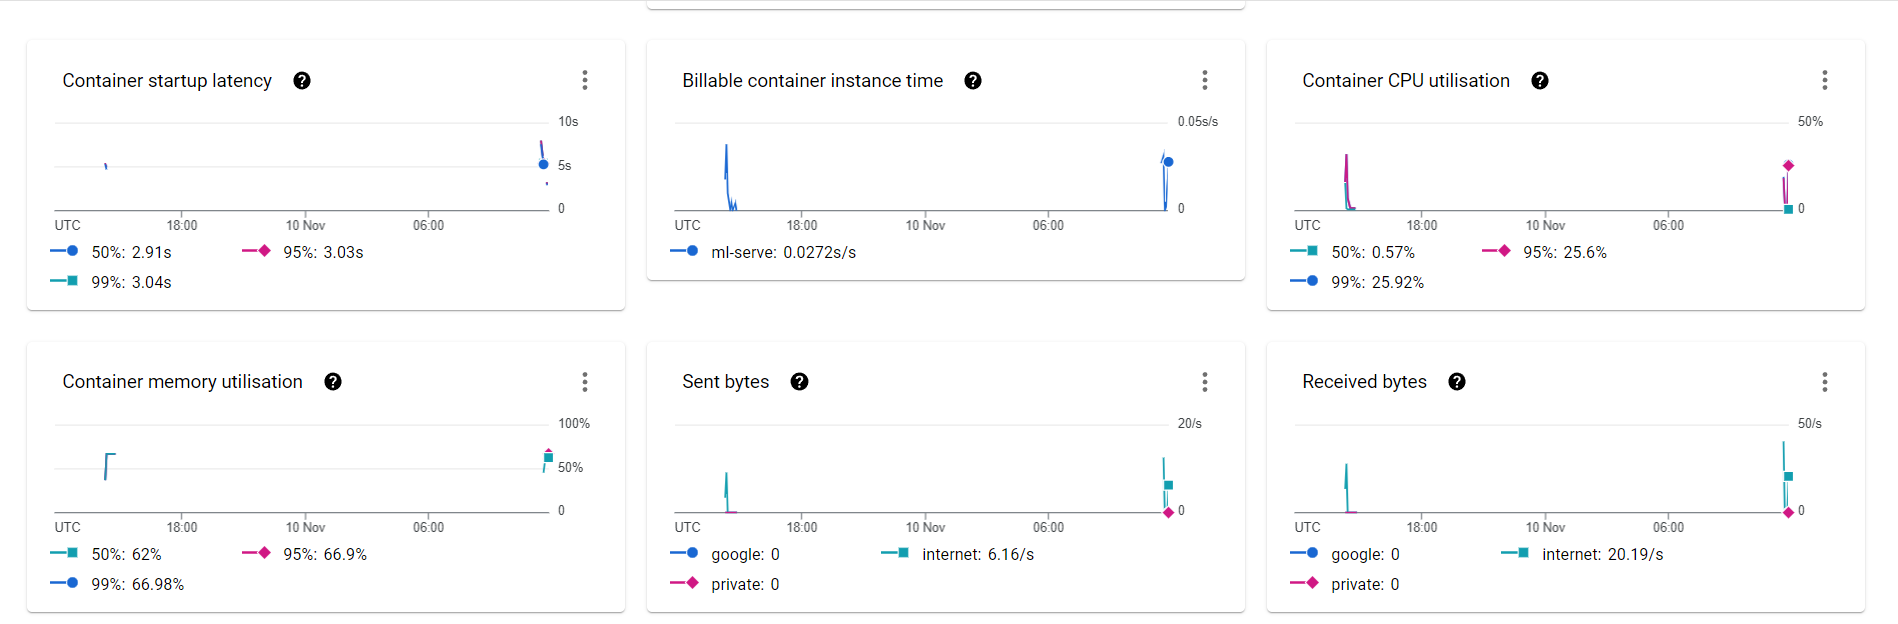 Container startup latency
10s
5s
0
UTC 18:00 10 Nov 06:00
50%: 2.91s 95%: 3.03s
99%: 3.04s
Billable container instance time
0.05s/s
0
UTC 18:00 10 Nov 06:00
ml-serve: 0.0272s/s
Container CPU utilisation
50%
0
UTC 18:00 10 Nov 06:00
50%: 0.57% 95%: 25.6%
99%: 25.92%
Container memory utilisation
100%
50%
0
UTC 18:00 10 Nov 06:00
50%: 62% 95%: 66.9%
99%: 66.98%
Sent bytes
20/s
0
UTC 18:00 10 Nov 06:00
google: 0 internet: 6.16/s
private: 0
Received bytes
50/s
0
UTC 18:00 10 Nov 06:00
google: 0 internet: 20.19/s
private: 0